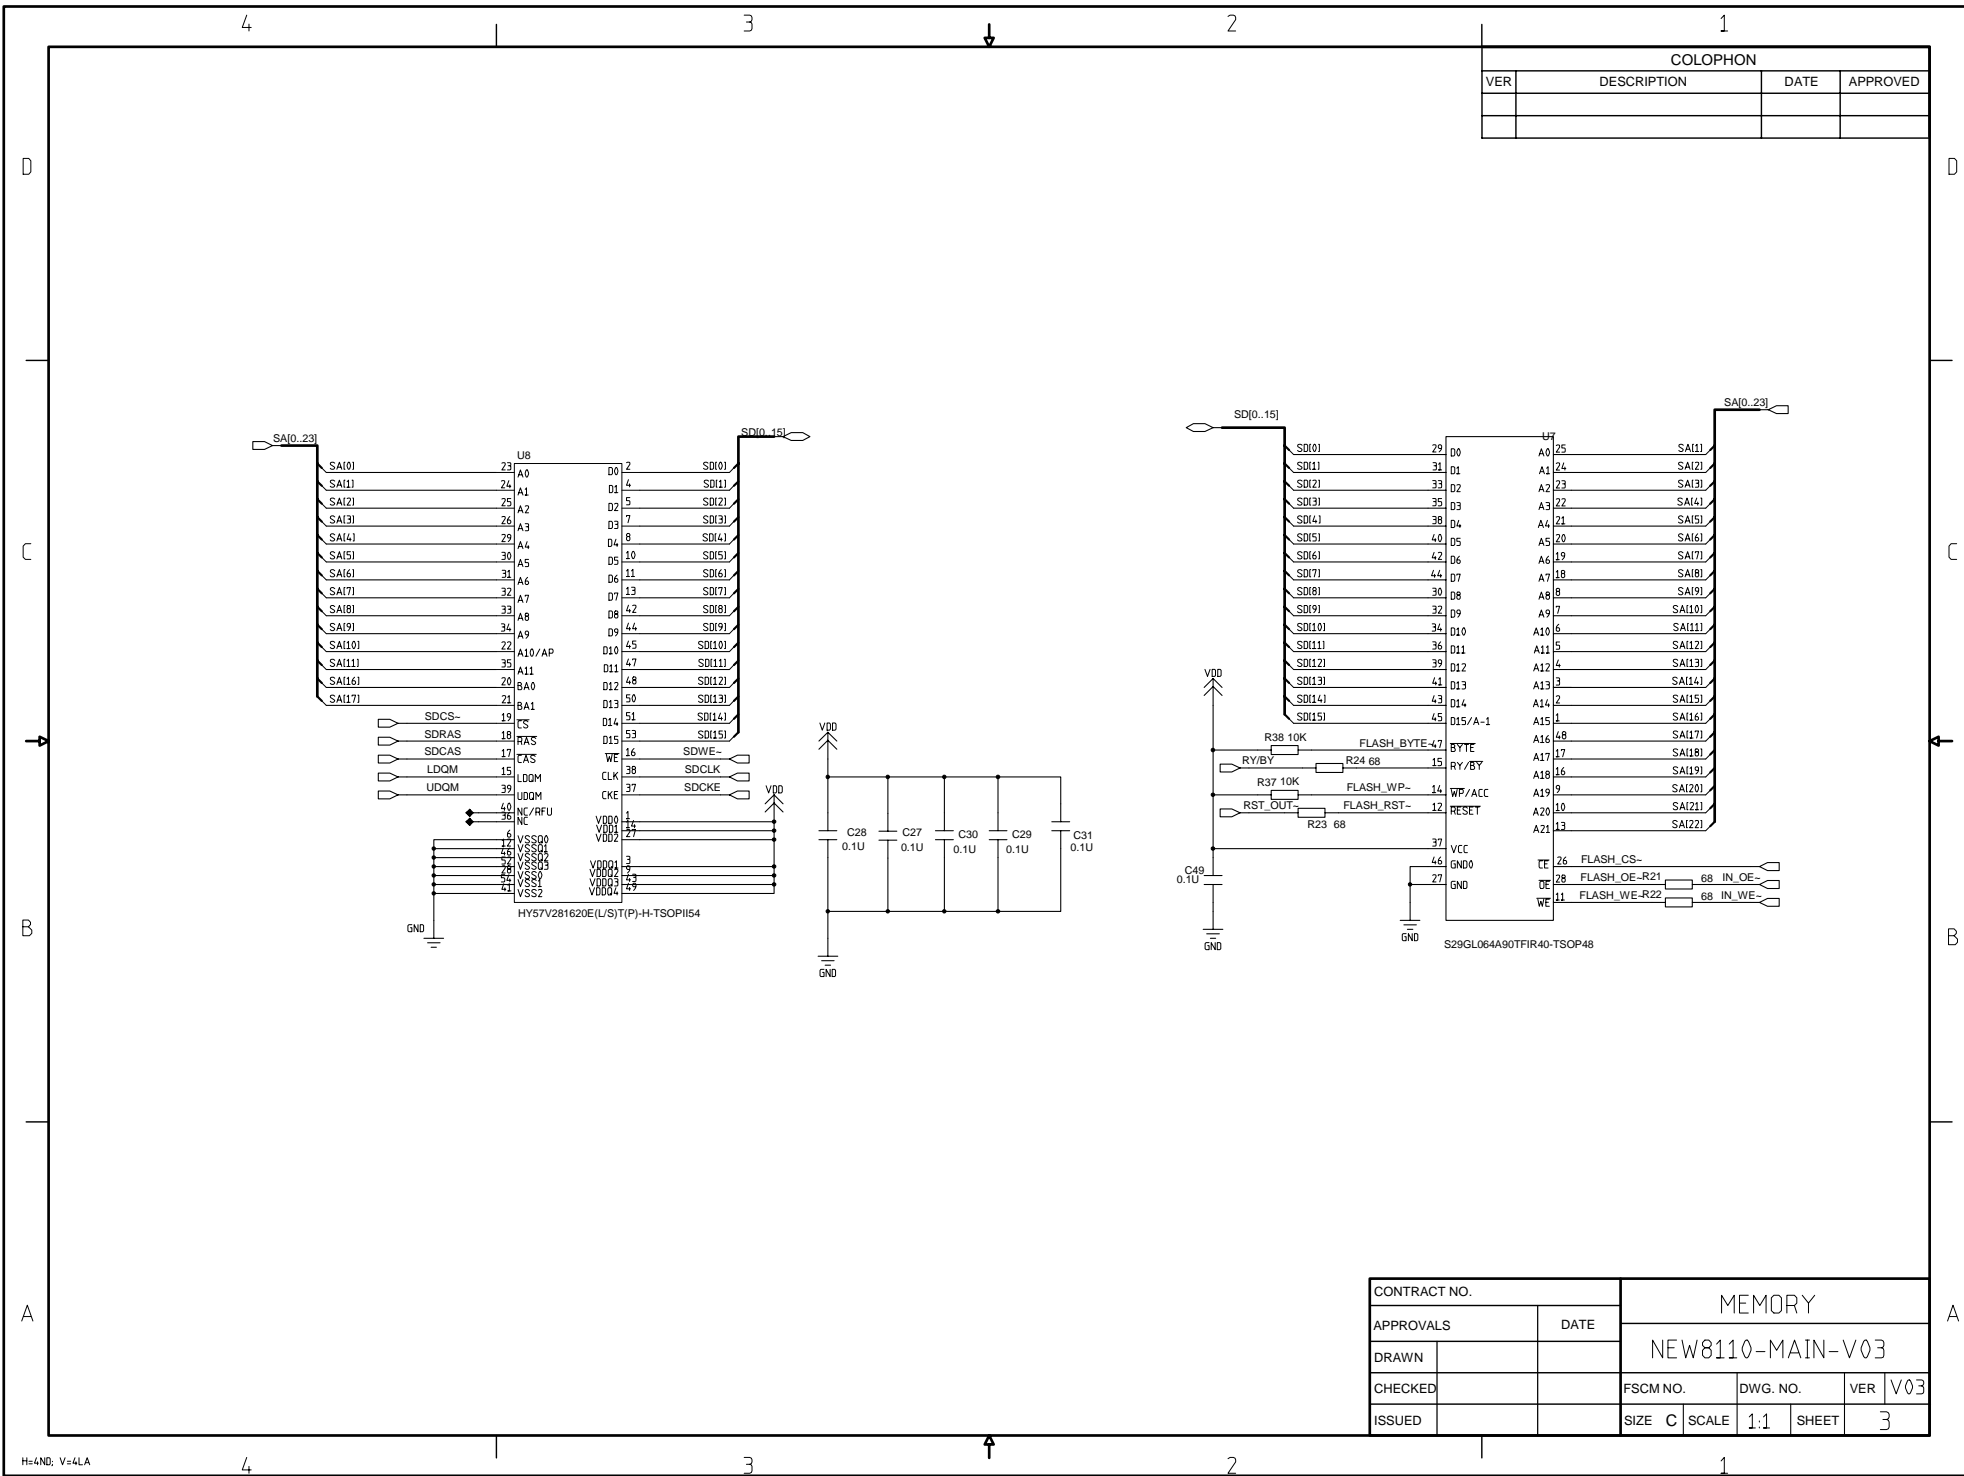 4 3 2 1
COLOPHON
VER DESCRIPTION DATE APPROVED
D D
C C
B B
A A
SA[0..23]
SD[0..15]
U8
SA[0] 23 A0 D0 2 SD[0]
SA[1] 24 A1 D1 4 SD[1]
SA[2] 25 A2 D2 5 SD[2]
SA[3] 26 A3 D3 7 SD[3]
SA[4] 29 A4 D4 8 SD[4]
SA[5] 30 A5 D5 10 SD[5]
SA[6] 31 A6 D6 11 SD[6]
SA[7] 32 A7 D7 13 SD[7]
SA[8] 33 A8 D8 42 SD[8]
SA[9] 34 A9 D9 44 SD[9]
SA[10] 22 A10/AP D10 45 SD[10]
SA[11] 35 A11 D11 47 SD[11]
SA[16] 20 BA0 D12 48 SD[12]
SA[17] 21 BA1 D13 50 SD[13]
SDCS~ 19 CS D14 51 SD[14]
SDRAS 18 RAS D15 53 SD[15]
SDCAS 17 CAS WE 16 SDWE~
LDQM 15 LDQM CLK 38 SDCLK
UDQM 39 UDQM CKE 37 SDCKE
VDD
40 NC/RFU VDD0 1
36 NC VDD1 14
VDD2 27
6 VSSQ0
12 VSSQ1
46 VSSQ2
52 VSSQ3 VDDQ1 3
28 VSS0 VDDQ2 9
54 VSS1 VDDQ3 43
41 VSS2 VDDQ4 49
HY57V281620E(L/S)T(P)-H-TSOPII54
GND
VDD
C28 0.1U
C27 0.1U
C30 0.1U
C29 0.1U
C31 0.1U
GND
SD[0..15]
SA[0..23]
U7
SD[0] 29 D0 A0 25 SA[1]
SD[1] 31 D1 A1 24 SA[2]
SD[2] 33 D2 A2 23 SA[3]
SD[3] 35 D3 A3 22 SA[4]
SD[4] 38 D4 A4 21 SA[5]
SD[5] 40 D5 A5 20 SA[6]
SD[6] 42 D6 A6 19 SA[7]
SD[7] 44 D7 A7 18 SA[8]
SD[8] 30 D8 A8 8 SA[9]
SD[9] 32 D9 A9 7 SA[10]
SD[10] 34 D10 A10 6 SA[11]
SD[11] 36 D11 A11 5 SA[12]
SD[12] 39 D12 A12 4 SA[13]
SD[13] 41 D13 A13 3 SA[14]
SD[14] 43 D14 A14 2 SA[15]
SD[15] 45 D15/A-1 A15 1 SA[16]
A16 48 SA[17]
VDD
R38 10K FLASH_BYTE~ 47 BYTE A17 17 SA[18]
RY/BY R24 68 15 RY/BY A18 16 SA[19]
R37 10K FLASH_WP~ 14 WP/ACC A19 9 SA[20]
RST_OUT~ R23 68 FLASH_RST~ 12 RESET A20 10 SA[21]
A21 13 SA[22]
37 VCC
46 GND0 CE 26 FLASH_CS~
27 GND OE 28 FLASH_OE~ R21 68 IN_OE~
WE 11 FLASH_WE~ R22 68 IN_WE~
C49 0.1U
GND
GND
S29GL064A90TFIR40-TSOP48
CONTRACT NO.
MEMORY
APPROVALS DATE
NEW8110-MAIN-V03
DRAWN
CHECKED
FSCM NO. DWG. NO. VER V03
ISSUED
SIZE C SCALE 1:1 SHEET 3
H=4ND; V=4LA
4 3 2 1